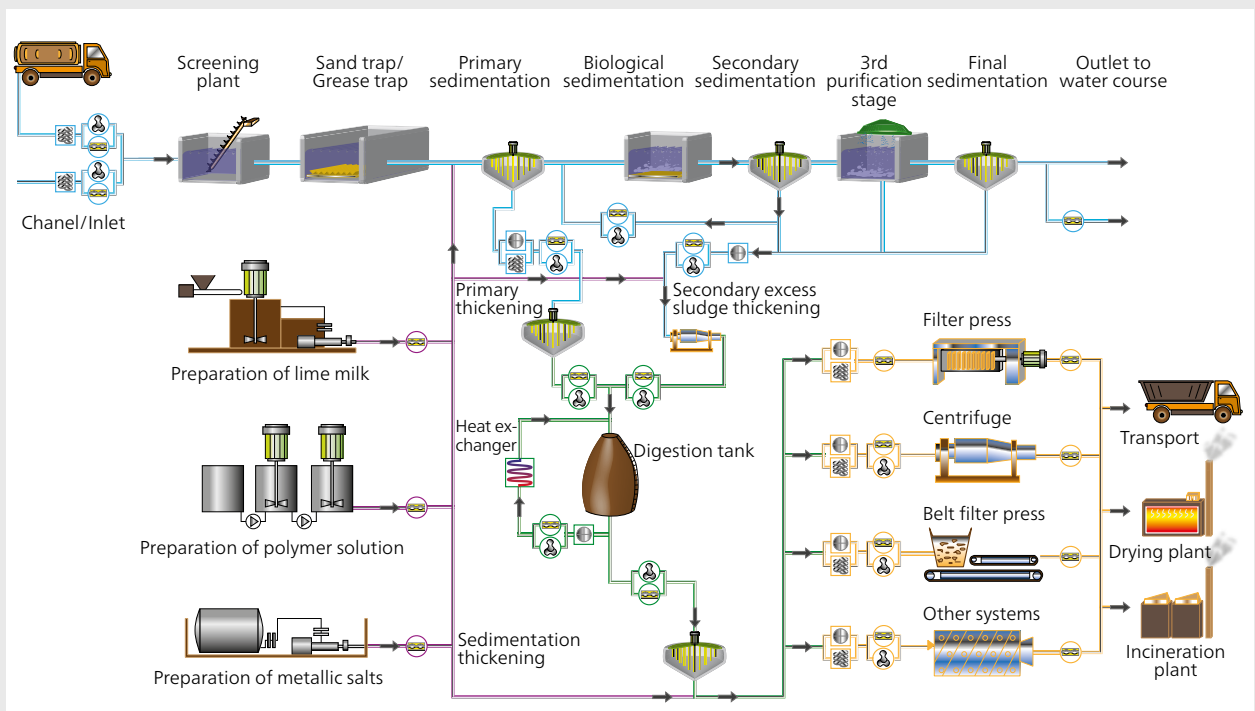 Screening
plant
Sand trap/
Grease trap
Primary
sedimentation
Biological
sedimentation
Secondary
sedimentation
3rd
purification
stage
Final
sedimentation
Outlet to
water course
Chanel/Inlet
Primary
thickening
Secondary excess
sludge thickening
Preparation of lime milk
Filter press
Transport
Centrifuge
Heat ex-
changer
Digestion tank
Preparation of polymer solution
Belt filter press
Drying plant
Other systems
Sedimentation
thickening
Incineration
plant
Preparation of metallic salts